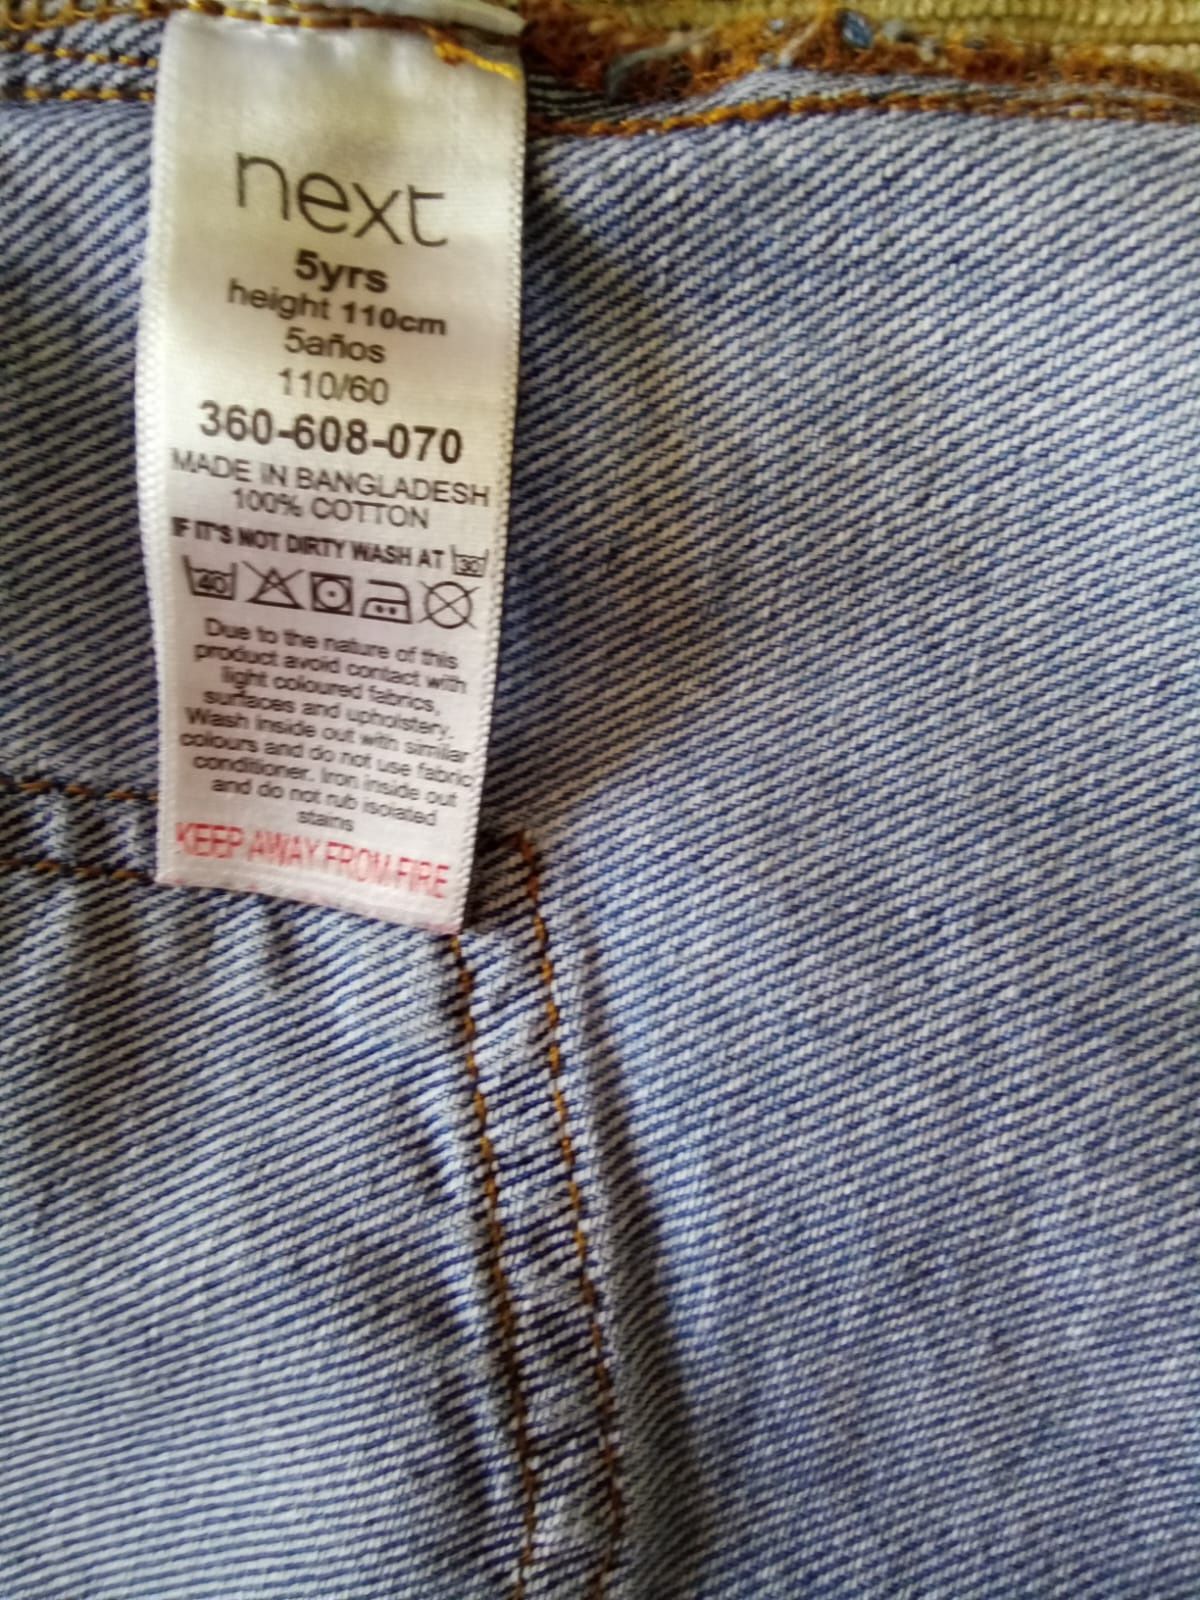 next
5yrs
height 110cm
5años
110/60
360-608-070
MADE IN BANGLADESH
100% COTTON
IF IT'S NOT DIRTY WASH AT 30
40
Due to the nature of this
product avoid contact with
light coloured fabrics,
surfaces and upholstery.
Wash inside out with similar
colours and do not use fabric
conditioner. Iron inside out
and do not rub isolated
stains
KEEP AWAY FROM FIRE